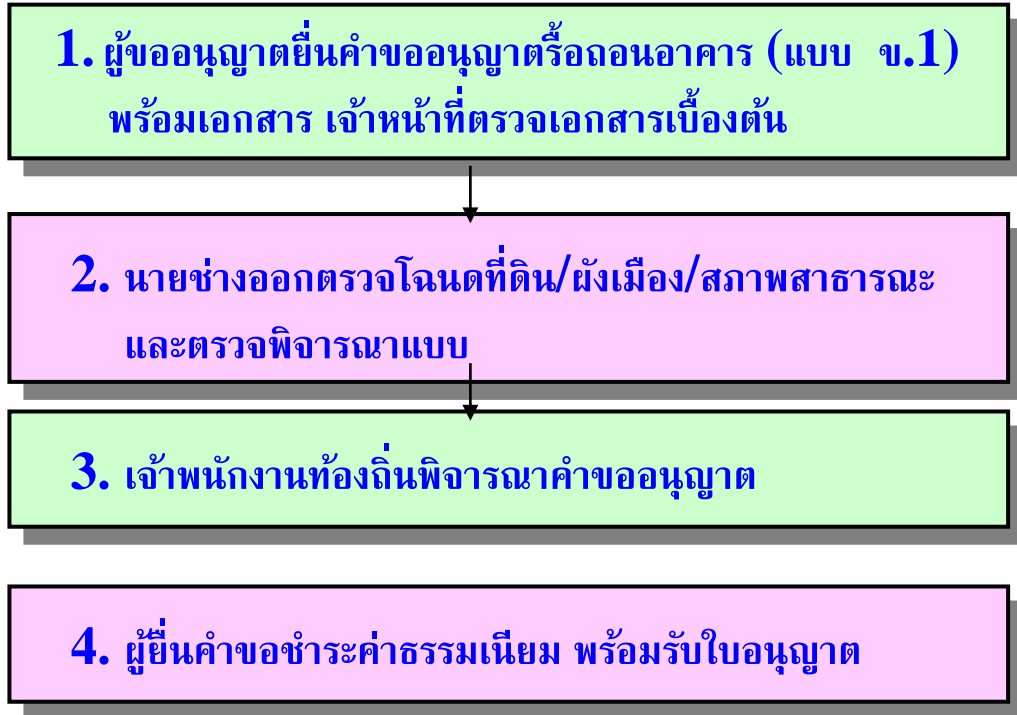 1. ผู้ขออนุญาตยื่นคำขออนุญาตรื้อถอนอาคาร (แบบ ข.1)
พร้อมเอกสาร เจ้าหน้าที่ตรวจเอกสารเบื้องต้น
2. นายช่างออกตรวจโฉนดที่ดิน/ผังเมือง/สภาพสาธารณะ
และตรวจพิจารณาแบบ
3. เจ้าพนักงานท้องถิ่นพิจารณาคำขออนุญาต
4. ผู้ยื่นคำขอชำระค่าธรรมเนียม พร้อมรับใบอนุญาต